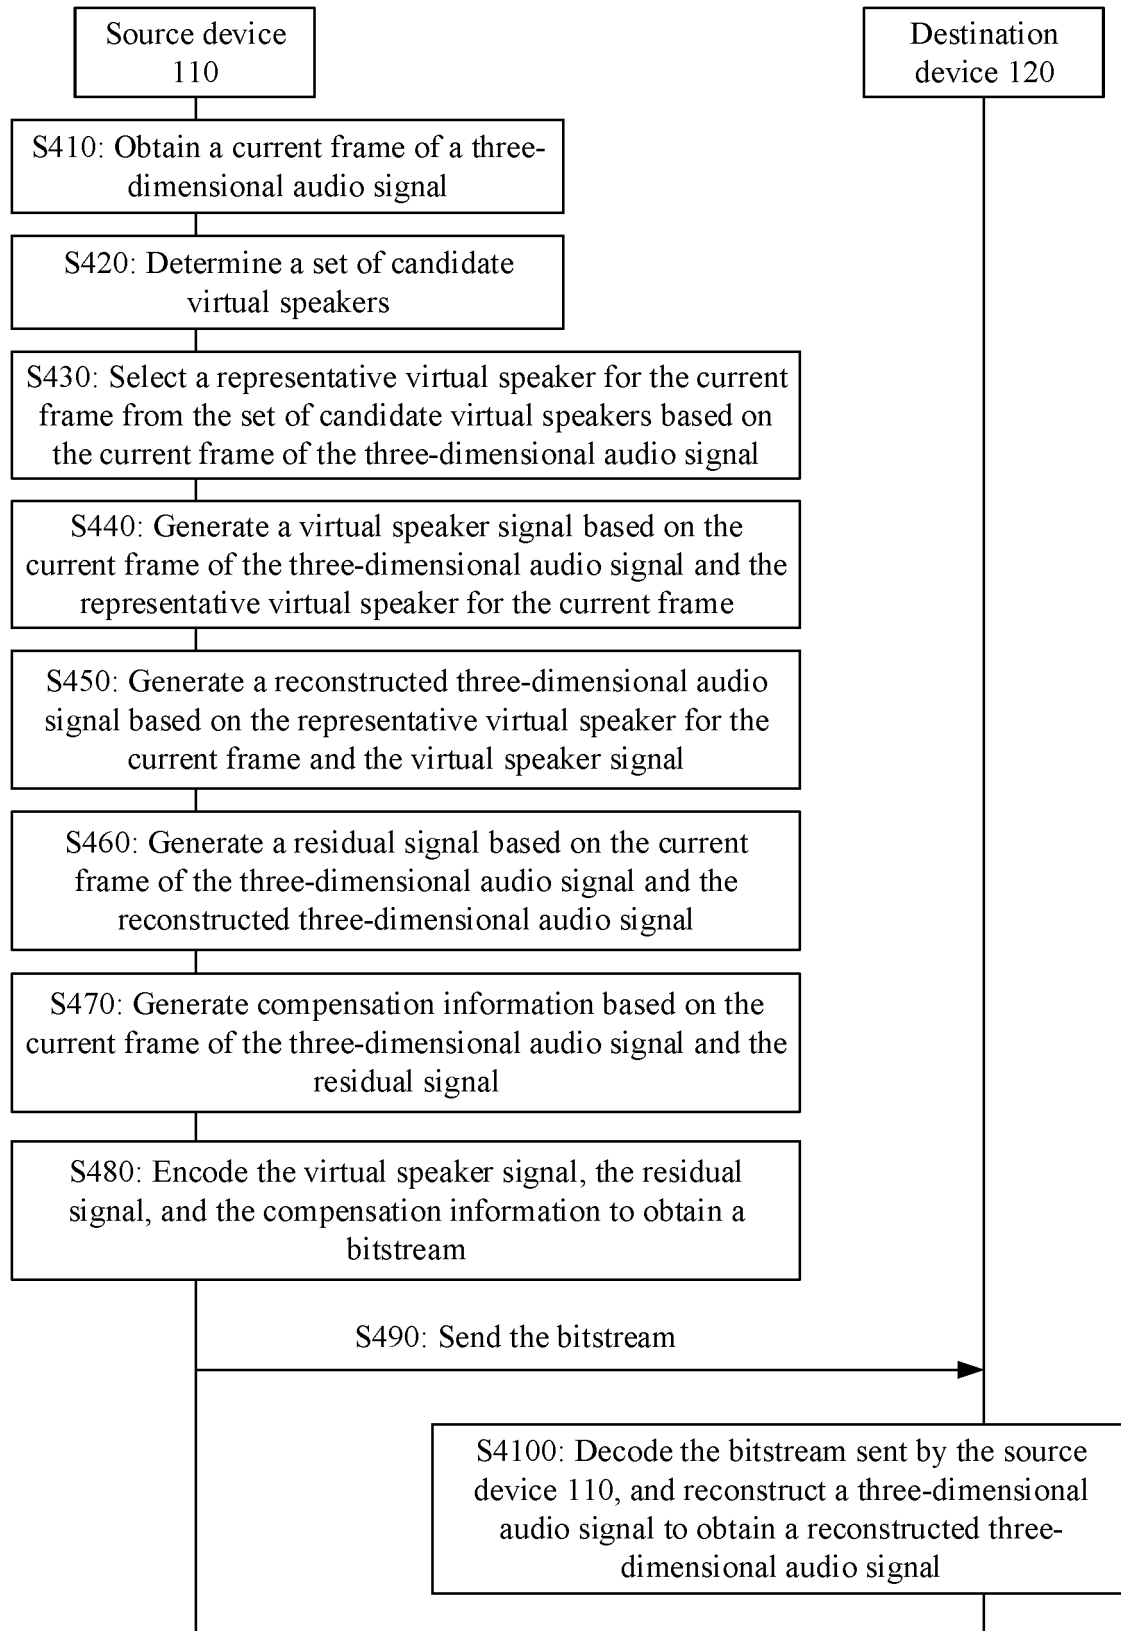 Source device
110
Destination
device 120
S410: Obtain a current frame of a three-
dimensional audio signal
S420: Determine a set of candidate
virtual speakers
S430: Select a representative virtual speaker for the current
frame from the set of candidate virtual speakers based on
the current frame of the three-dimensional audio signal
S440: Generate a virtual speaker signal based on the
current frame of the three-dimensional audio signal and the
representative virtual speaker for the current frame
S450: Generate a reconstructed three-dimensional audio
signal based on the representative virtual speaker for the
current frame and the virtual speaker signal
S460: Generate a residual signal based on the current
frame of the three-dimensional audio signal and the
reconstructed three-dimensional audio signal
S470: Generate compensation information based on the
current frame of the three-dimensional audio signal and the
residual signal
S480: Encode the virtual speaker signal, the residual
signal, and the compensation information to obtain a
bitstream
S490: Send the bitstream
S4100: Decode the bitstream sent by the source
device 110, and reconstruct a three-dimensional
audio signal to obtain a reconstructed three-
dimensional audio signal